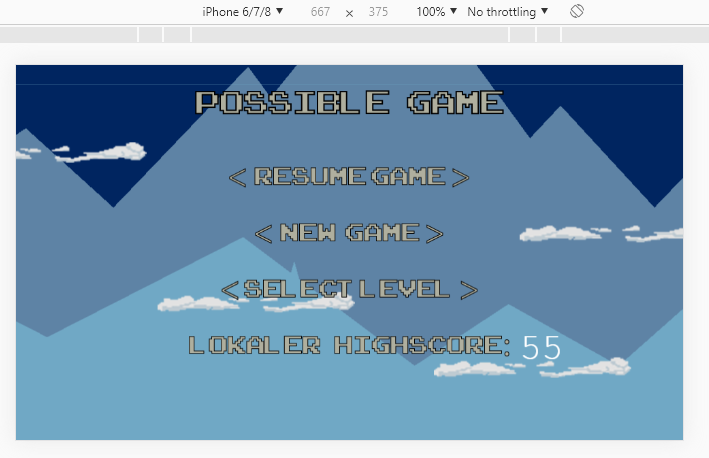 iPhone 6/7/8 ▼ 667 × 375 100% ▼ No throttling ▼
POSSIBLE GAME
< RESUME GAME >
< NEW GAME >
< SELECT LEVEL >
LOKALER HIGHSCORE: 55